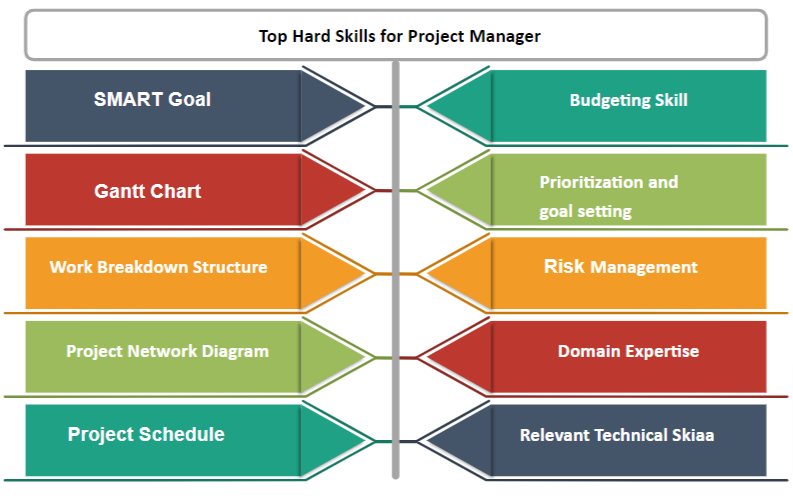 Top Hard Skills for Project Manager
SMART Goal
Budgeting Skill
Gantt Chart
Prioritization and
goal setting
Work Breakdown Structure
Risk Management
Project Network Diagram
Domain Expertise
Project Schedule
Relevant Technical Skiaa